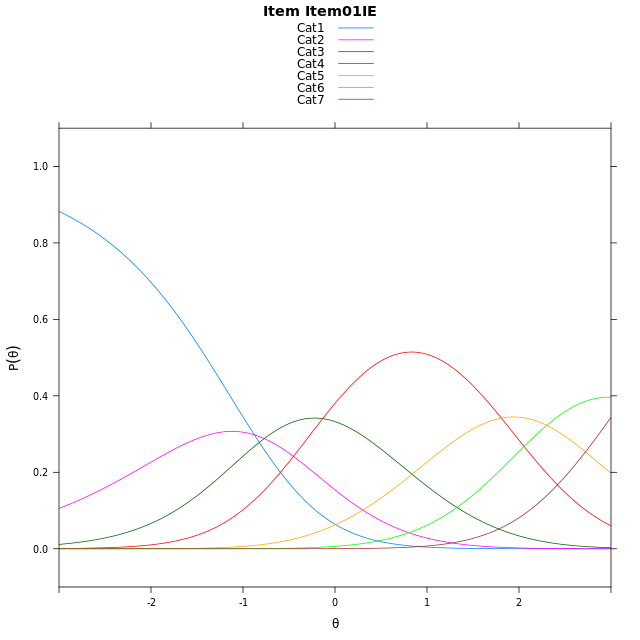 Item Item01IE
Cat1
Cat2
Cat3
Cat4
Cat5
Cat6
Cat7
1.0
0.8
0.6
0.4
0.2
0.0
P(θ)
-2 -1 0 1 2
θ